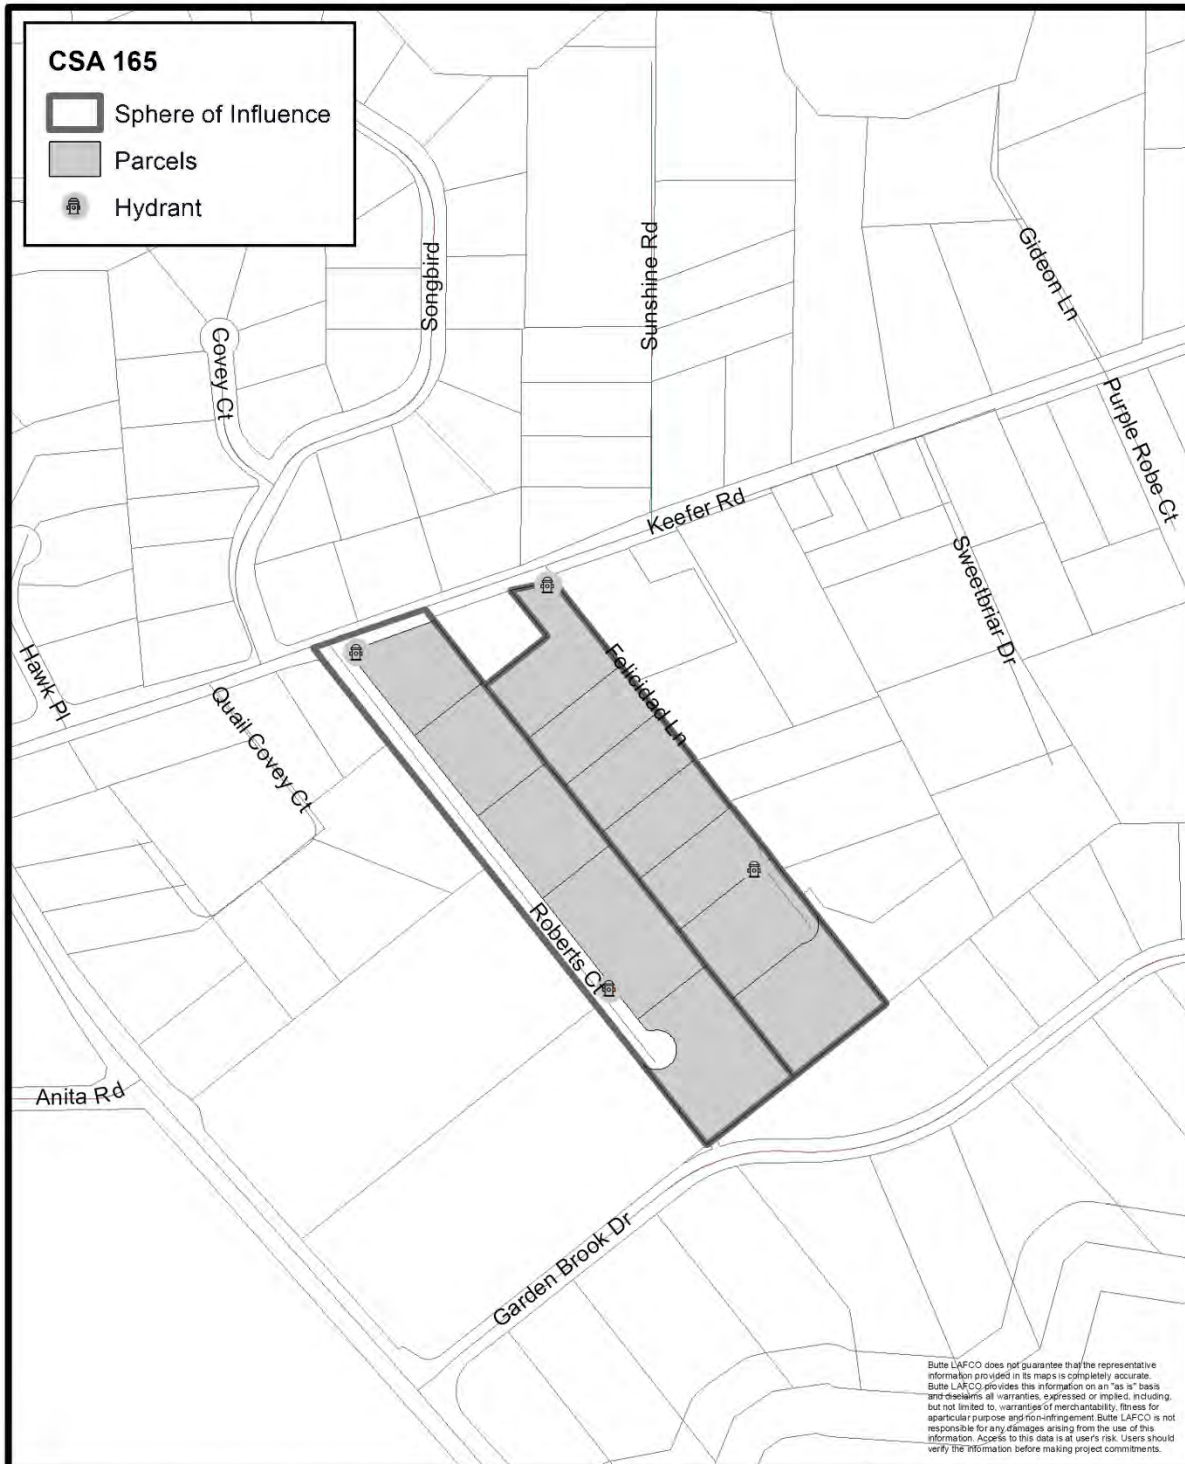 CSA 165
Sphere of Influence
Parcels
Hydrant
Songbird
Sunshine Rd
Gideon Ln
Covey Ct
Purple Robe Ct
Keefer Rd
Sweetbriar Dr
Hawk Pl
Quail Covey Ct
Felicidad Ln
Roberts Ct
Anita Rd
Garden Brook Dr
Butte LAFCO does not guarantee that the representative
information provided in its maps is completely accurate.
Butte LAFCO provides this information on an "as is" basis
and disclaims all warranties, expressed or implied, including,
but not limited to, warranties of merchantability, fitness for
aparticular purpose and non-infringement.Butte LAFCO is not
responsible for any damages arising from the use of this
information. Access to this data is at user's risk. Users should
verify the information before making project commitments.